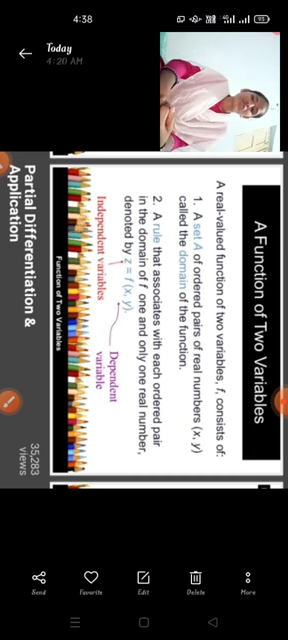 4:38
93
Today
4:20 AM
A Function of Two Variables
A real-valued function of two variables, f, consists of:
1. A set A of ordered pairs of real numbers (x, y)
called the domain of the function.
2. A rule that associates with each ordered pair
in the domain of f one and only one real number,
denoted by z = f (x, y).
Independent variables
Dependent
variable
Function of Two Variables
Partial Differentiation &
Application
35,283
views
Send
Favorite
Edit
Delete
More